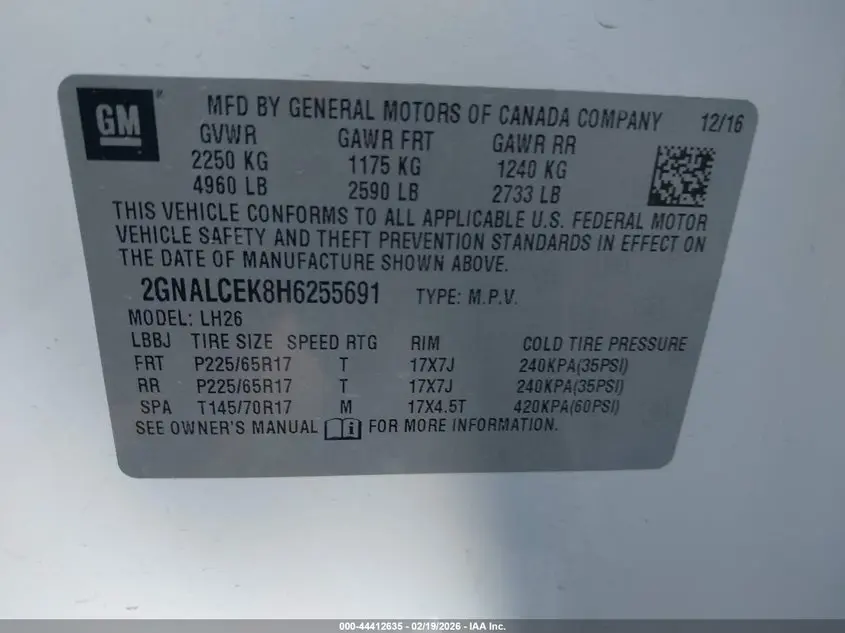 GM MFD BY GENERAL MOTORS OF CANADA COMPANY 12/16
GVWR GAWR FRT GAWR RR
2250 KG 1175 KG 1240 KG
4960 LB 2590 LB 2733 LB
THIS VEHICLE CONFORMS TO ALL APPLICABLE U.S. FEDERAL MOTOR
VEHICLE SAFETY AND THEFT PREVENTION STANDARDS IN EFFECT ON
THE DATE OF MANUFACTURE SHOWN ABOVE.
2GNALCEK8H6255691 TYPE: M.P.V.
MODEL: LH26
LBBJ TIRE SIZE SPEED RTG RIM COLD TIRE PRESSURE
FRT P225/65R17 T 17X7J 240KPA(35PSI)
RR P225/65R17 T 17X7J 240KPA(35PSI)
SPA T145/70R17 M 17X4.5T 420KPA(60PSI)
SEE OWNER'S MANUAL i FOR MORE INFORMATION.
000-44412635 - 02/19/2026 - IAA Inc.